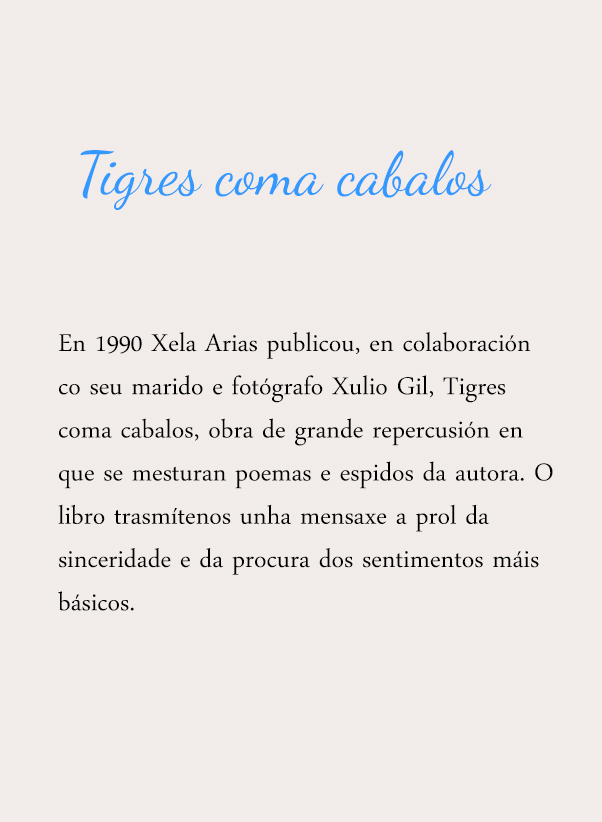 Tigres coma cabalos
En 1990 Xela Arias publicou, en colaboración
co seu marido e fotógrafo Xulio Gil, Tigres
coma cabalos, obra de grande repercusión en
que se mesturan poemas e espidos da autora. O
libro trasmítenos unha mensaxe a prol da
sinceridade e da procura dos sentimentos máis
básicos.